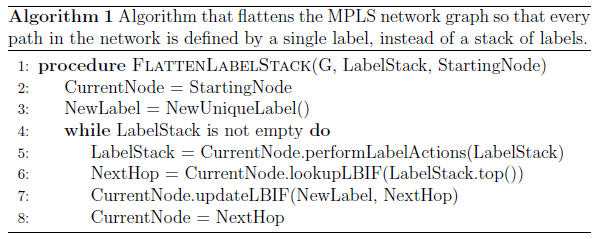 Algorithm 1 Algorithm that flattens the MPLS network graph so that every
path in the network is defined by a single label, instead of a stack of labels.
1: procedure FlattenLabelStack(G, LabelStack, StartingNode)
2: CurrentNode = StartingNode
3: NewLabel = NewUniqueLabel()
4: while LabelStack is not empty do
5: LabelStack = CurrentNode.performLabelActions(LabelStack)
6: NextHop = CurrentNode.lookupLBIF(LabelStack.top())
7: CurrentNode.updateLBIF(NewLabel, NextHop)
8: CurrentNode = NextHop